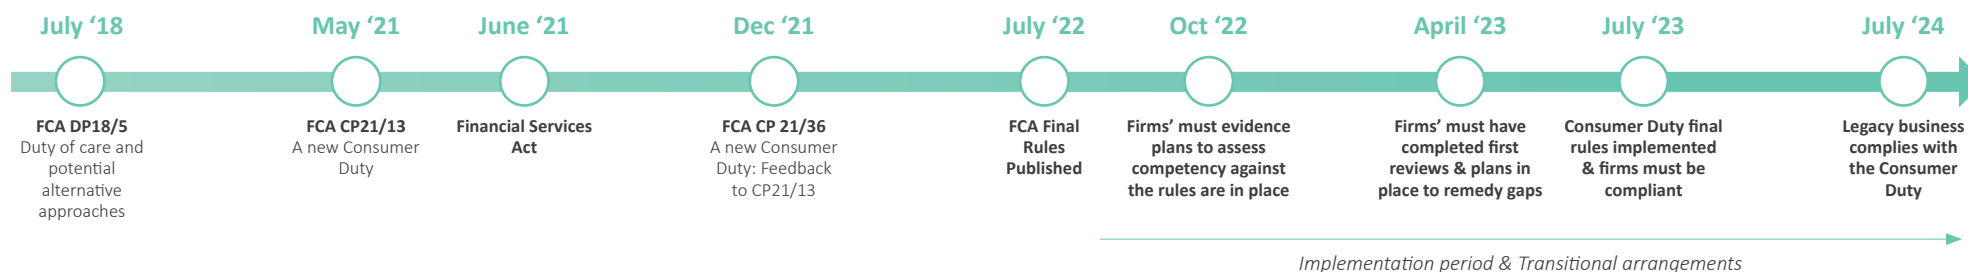 July ‘18
FCA DP18/5
Duty of care and
potential
alternative
approaches
May ‘21
FCA CP21/13
A new Consumer
Duty
June ‘21
Financial Services
Act
Dec ‘21
FCA CP 21/36
A new Consumer
Duty: Feedback
to CP21/13
July ‘22
FCA Final
Rules
Published
Oct ‘22
Firms’ must evidence
plans to assess
competency against
the rules are in place
April ‘23
Firms’ must have
completed first
reviews & plans in
place to remedy gaps
July ‘23
Consumer Duty final
rules implemented
& firms must be
compliant
July ‘24
Legacy business
complies with
the Consumer
Duty
Implementation period & Transitional arrangements